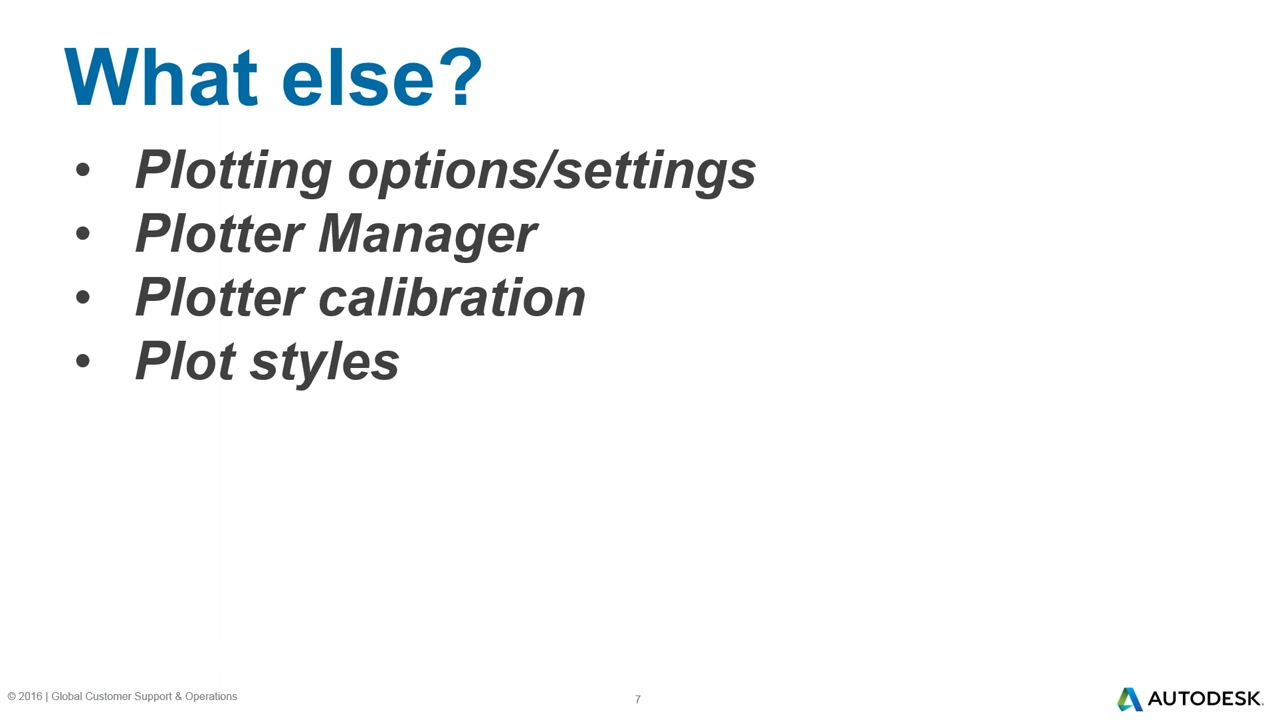 What else?
• Plotting options/settings
• Plotter Manager
• Plotter calibration
• Plot styles
© 2016 | Global Customer Support & Operations
7
AUTODESK.